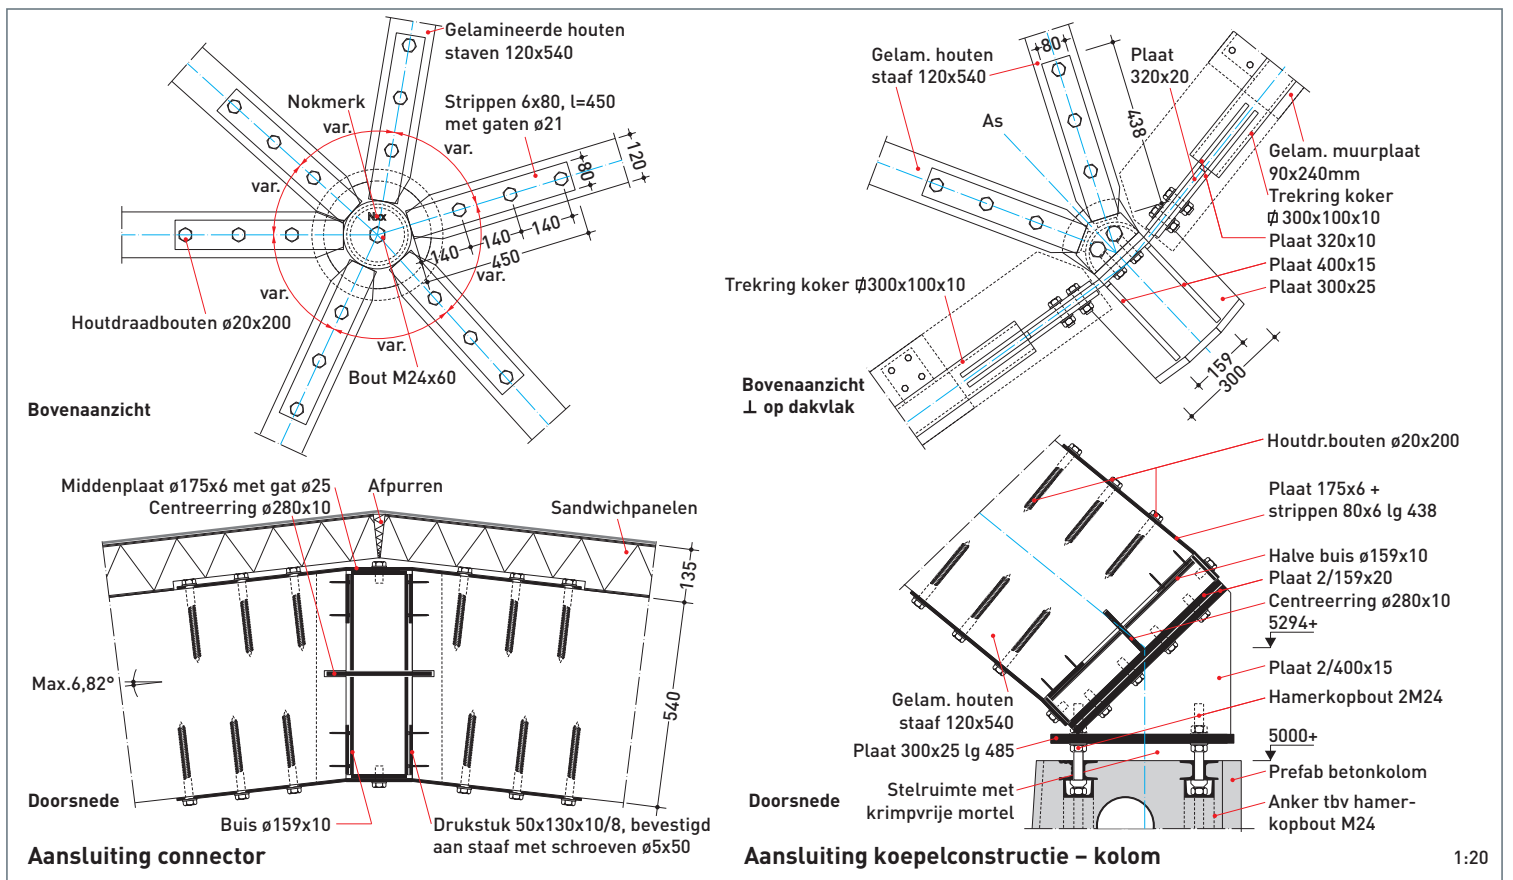 Gelamineerde houten
staven 120x540
Nokmerk
var.
Strippen 6x80, l=450
met gaten ø21
var.
120
80
var.
Nxx
140
140
140
450
var.
var.
Houtdraadbouten ø20x200
var.
Bout M24x60
Bovenaanzicht
Middenplaat ø175x6 met gat ø25
Afpurren
Centreerring ø280x10
Sandwichpanelen
135
Max.6,82°
540
Doorsnede
Buis ø159x10
Drukstuk 50x130x10/8, bevestigd
aan staaf met schroeven ø5x50
Aansluiting connector
80
Gelam. houten
staaf 120x540
Plaat
320x20
438
As
Gelam. muurplaat
90x240mm
Trekring koker
⌷300x100x10
Plaat 320x10
Plaat 400x15
Plaat 300x25
Trekring koker ⌷300x100x10
159
300
Bovenaanzicht
⊥ op dakvlak
Houtdr.bouten ø20x200
Plaat 175x6 +
strippen 80x6 lg 438
Halve buis ø159x10
Plaat 2/159x20
Centreerring ø280x10
5294+
Plaat 2/400x15
Gelam. houten
staaf 120x540
Hamerkopbout 2M24
Plaat 300x25 lg 485
5000+
Prefab betonkolom
Stelruimte met
krimpvrije mortel
Anker tbv hamer-
kopbout M24
Doorsnede
Aansluiting koepelconstructie – kolom
1:20